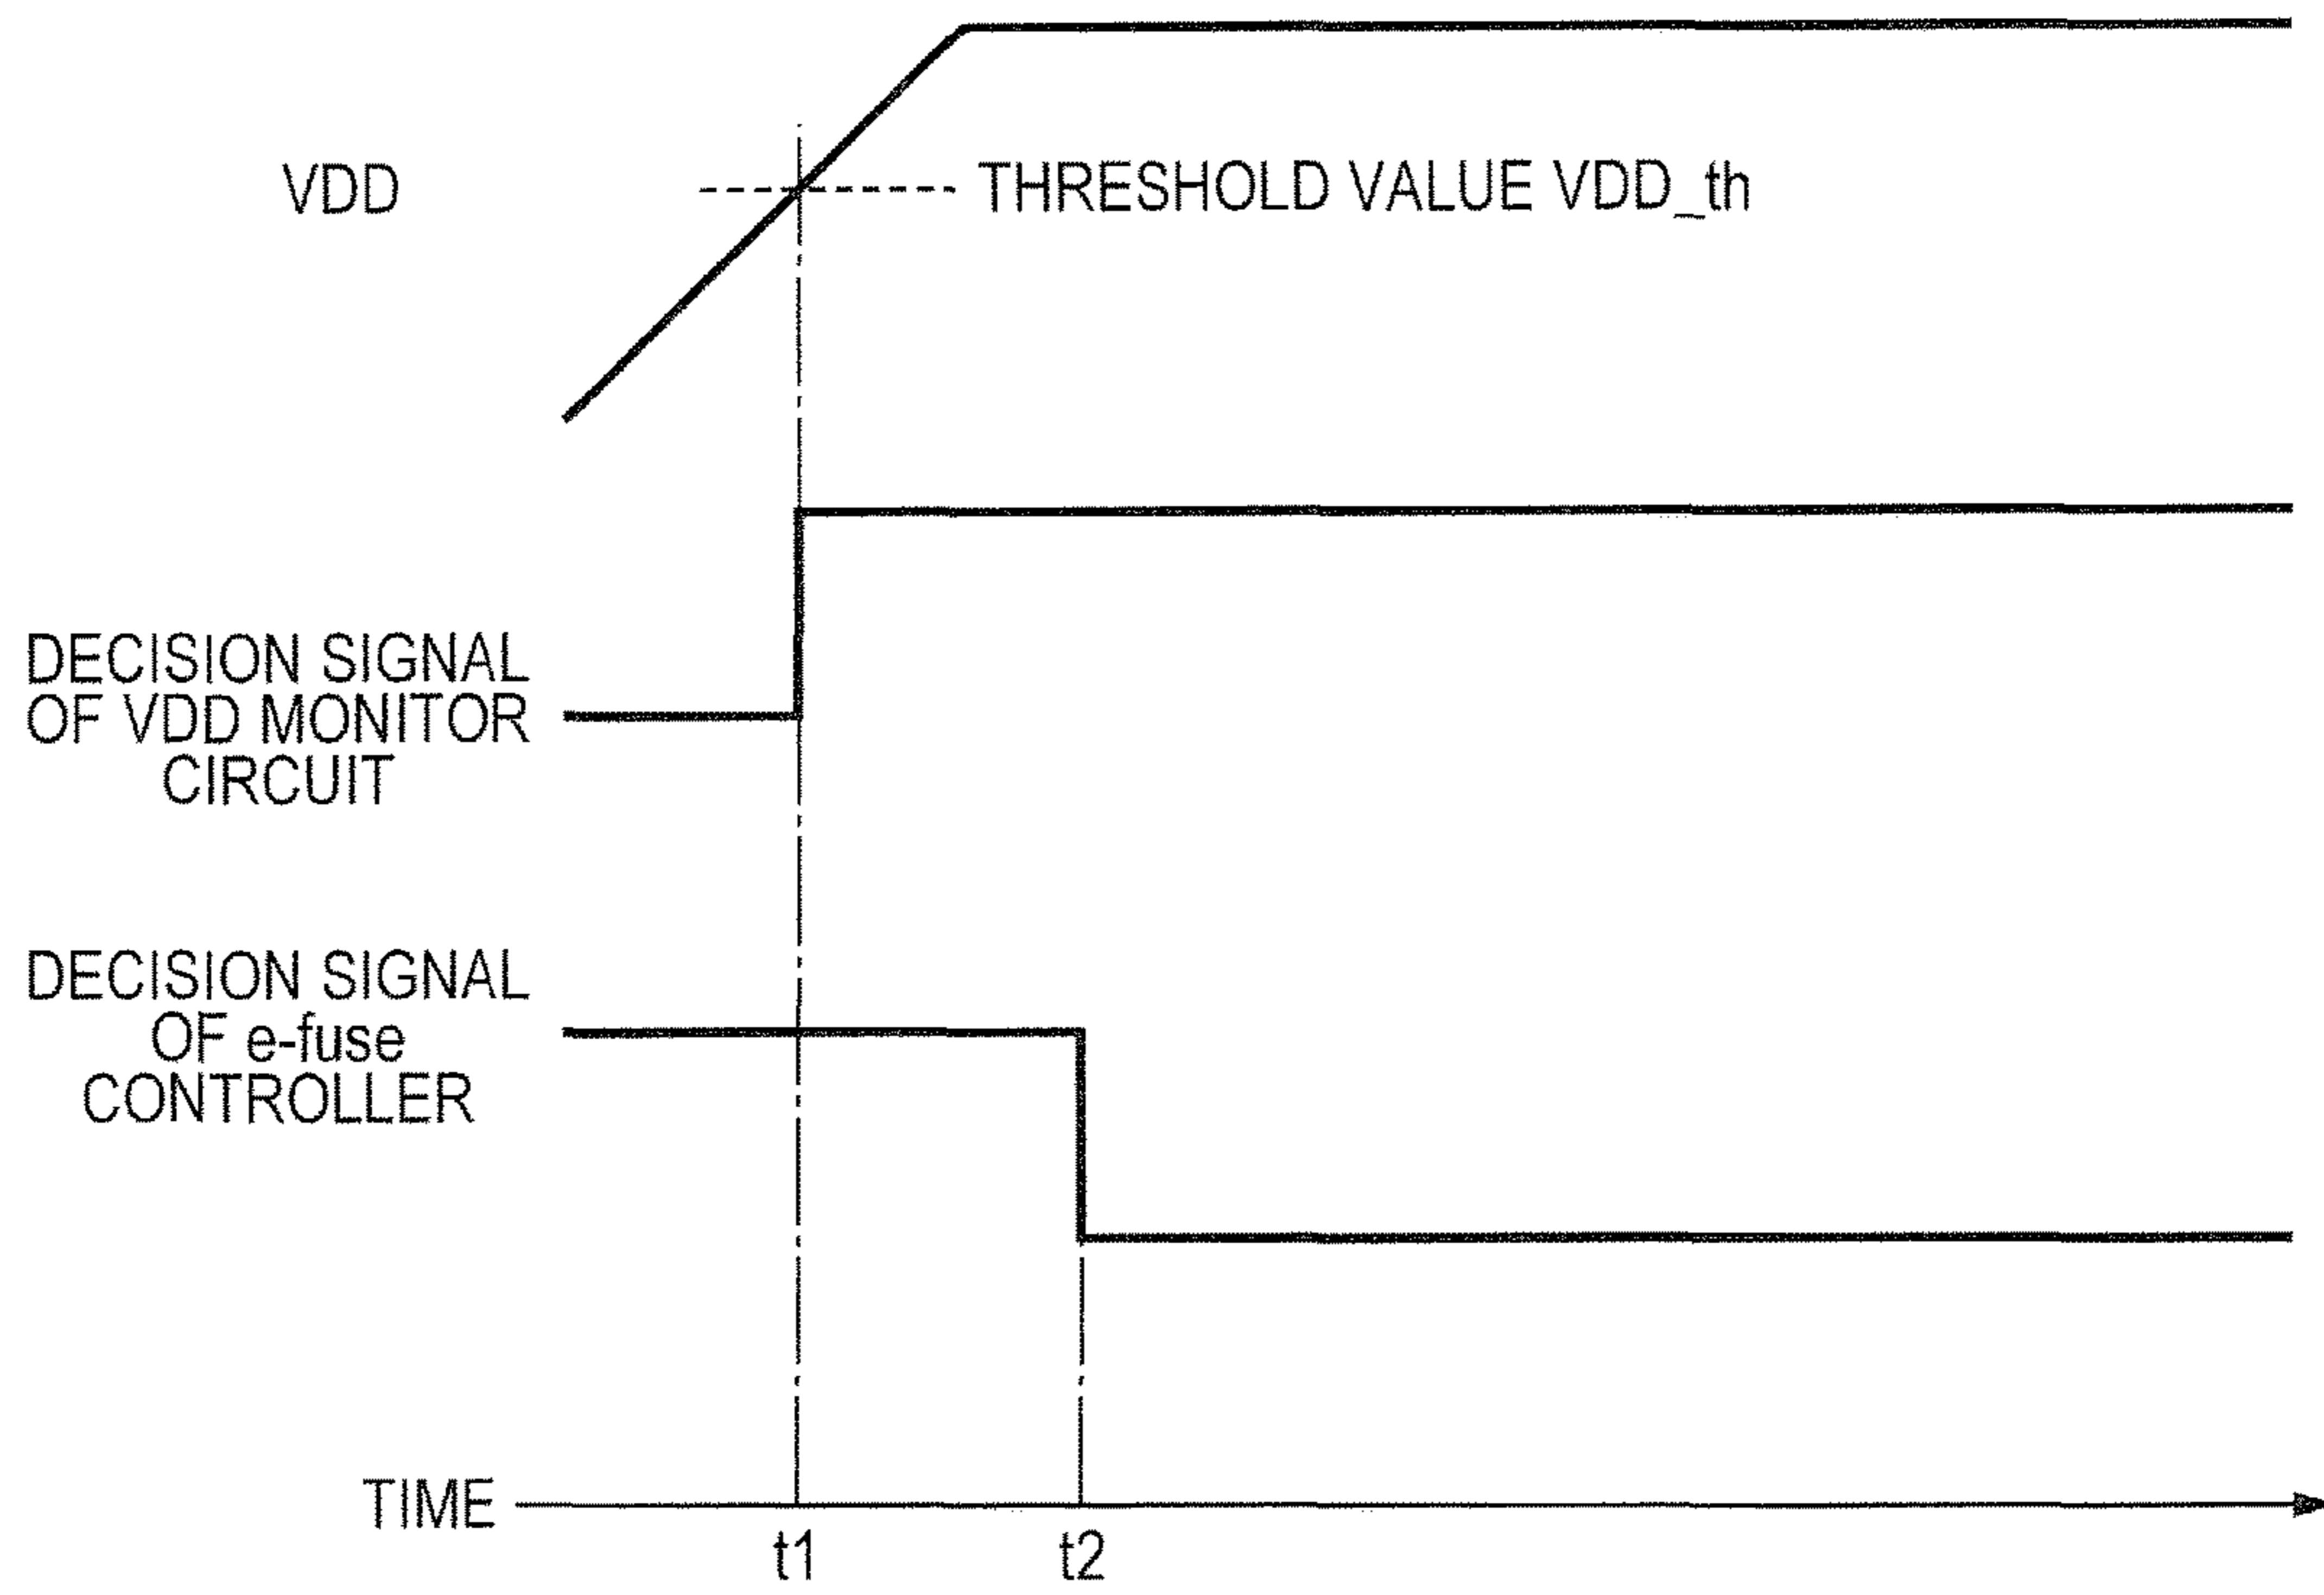 VDD
THRESHOLD VALUE VDD_th
DECISION SIGNAL
OF VDD MONITOR
CIRCUIT
DECISION SIGNAL
OF e-fuse
CONTROLLER
TIME
t1
t2